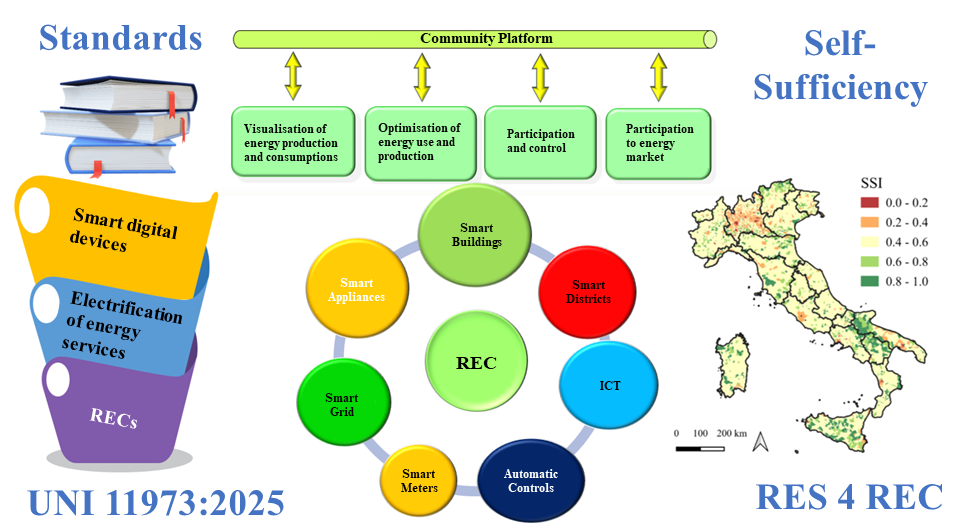 Standards
Community Platform
Self-
Sufficiency
Visualisation of
energy production
and consumptions
Optimisation of
energy use and
production
Participation
and control
Participation
to energy
market
Smart digital
devices
Electrification
of energy
services
RECs
Smart
Buildings
Smart
Appliances
Smart
Districts
REC
ICT
Smart
Grid
Smart
Meters
Automatic
Controls
SSI
0.0 - 0.2
0.2 - 0.4
0.4 - 0.6
0.6 - 0.8
0.8 - 1.0
0 100 200 km
UNI 11973:2025
RES 4 REC